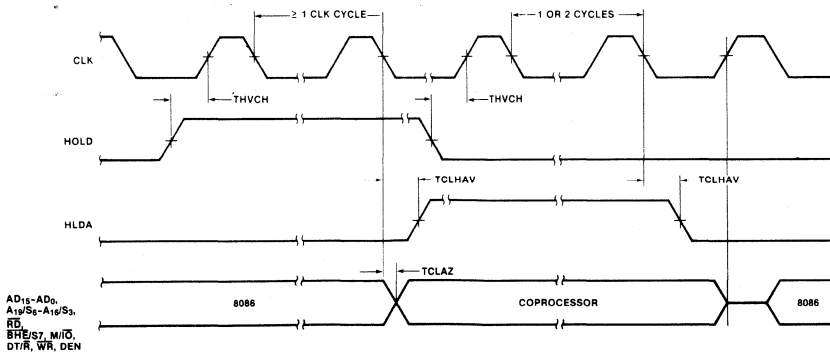 ≥ 1 CLK CYCLE
1 OR 2 CYCLES
CLK
THVCH
THVCH
HOLD
TCLHAV
TCLHAV
HLDA
TCLAZ
AD15-AD0,
A19/S6-A16/S3,
RD,
BHE/S7, M/IO,
DT/R, WR, DEN
8086
COPROCESSOR
8086